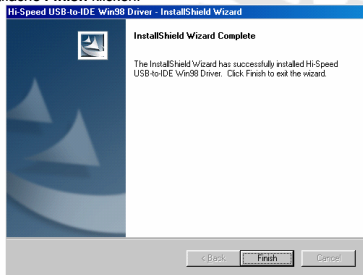 Hi-Speed USB-to-IDE Win98 Driver - InstallShield Wizard
InstallShield Wizard Complete
The InstallShield Wizard has successfully installed Hi-Speed
USB-to-IDE Win98 Driver. Click Finish to exit the wizard.
< Back Finish Cancel